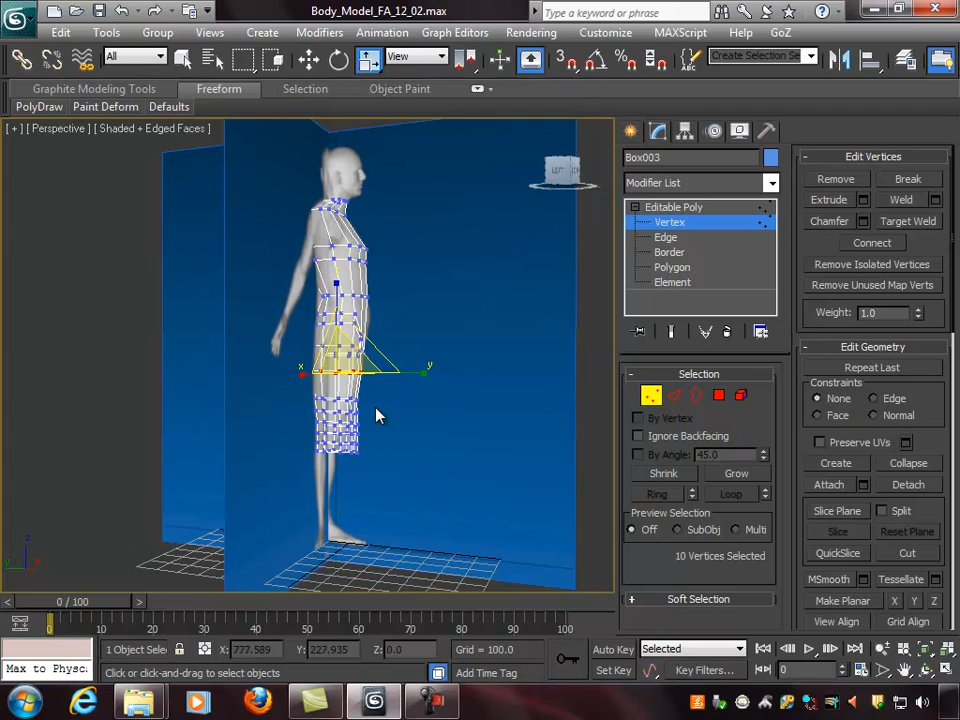 Body_Model_FA_12_02.max
Type a keyword or phrase
Edit Tools Group Views Create Modifiers Animation Graph Editors Rendering Customize MAXScript Help GoZ
All View Create Selection Se
Graphite Modeling Tools Freeform Selection Object Paint
PolyDraw Paint Deform Defaults
[ + ] [ Perspective ] [ Shaded + Edged Faces ]
LEFT
x y
z
0 / 100
0 10 20 30 40 50 60 70 80 90 100
1 Object Selec X: 777.589 Y: 227.935 Z: 0.0 Grid = 100.0
Max to Physc Click or click-and-drag to select objects Add Time Tag
Auto Key Selected
Set Key Key Filters... 0
Box003
Modifier List
Editable Poly
Vertex
Edge
Border
Polygon
Element
Selection
By Vertex
Ignore Backfacing
By Angle: 45.0
Shrink Grow
Ring Loop
Preview Selection
Off SubObj Multi
10 Vertices Selected
Soft Selection
Edit Vertices
Remove Break
Extrude Weld
Chamfer Target Weld
Connect
Remove Isolated Vertices
Remove Unused Map Verts
Weight: 1.0
Edit Geometry
Repeat Last
Constraints
None Edge
Face Normal
Preserve UVs
Create Collapse
Attach Detach
Slice Plane Split
Slice Reset Plane
QuickSlice Cut
MSmooth Tessellate
Make Planar X Y Z
View Align Grid Align